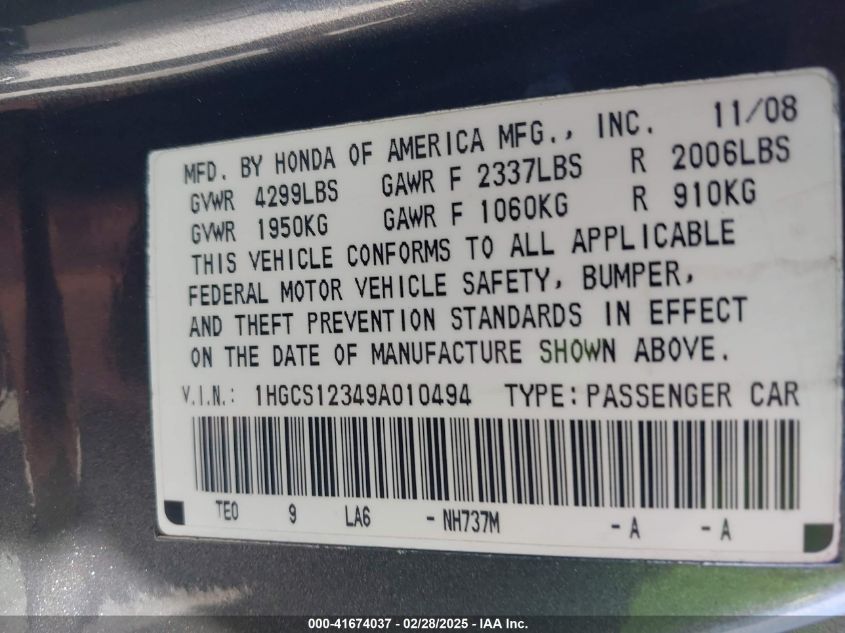 MFD. BY HONDA OF AMERICA MFG., INC. 11/08
GVWR 4299LBS GAWR F 2337LBS R 2006LBS
GVWR 1950KG GAWR F 1060KG R 910KG
THIS VEHICLE CONFORMS TO ALL APPLICABLE
FEDERAL MOTOR VEHICLE SAFETY, BUMPER,
AND THEFT PREVENTION STANDARDS IN EFFECT
ON THE DATE OF MANUFACTURE SHOWN ABOVE.
V.I.N.: 1HGCS12349A010494 TYPE:PASSENGER CAR
TE0 9 LA6 - NH737M - A - A
000-41674037 - 02/28/2025 - IAA Inc.